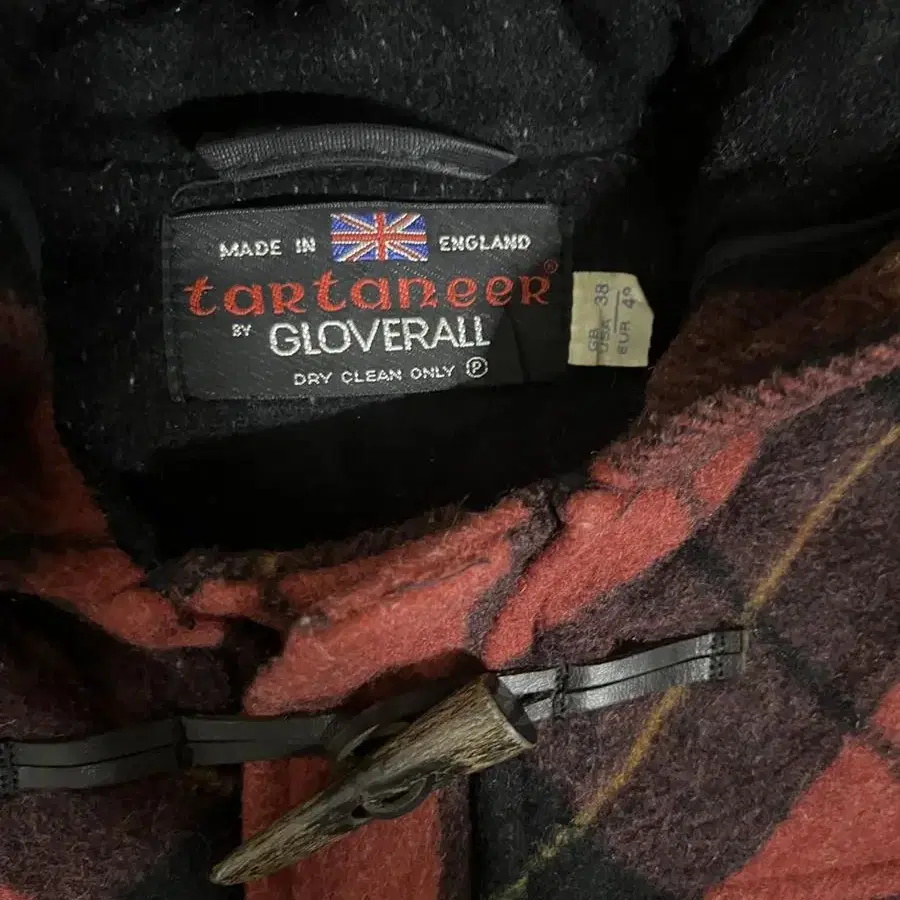 MADE IN ENGLAND
tartaneer®
BY GLOVERALL
DRY CLEAN ONLY Ⓟ
GB
USA 38
EUR 48